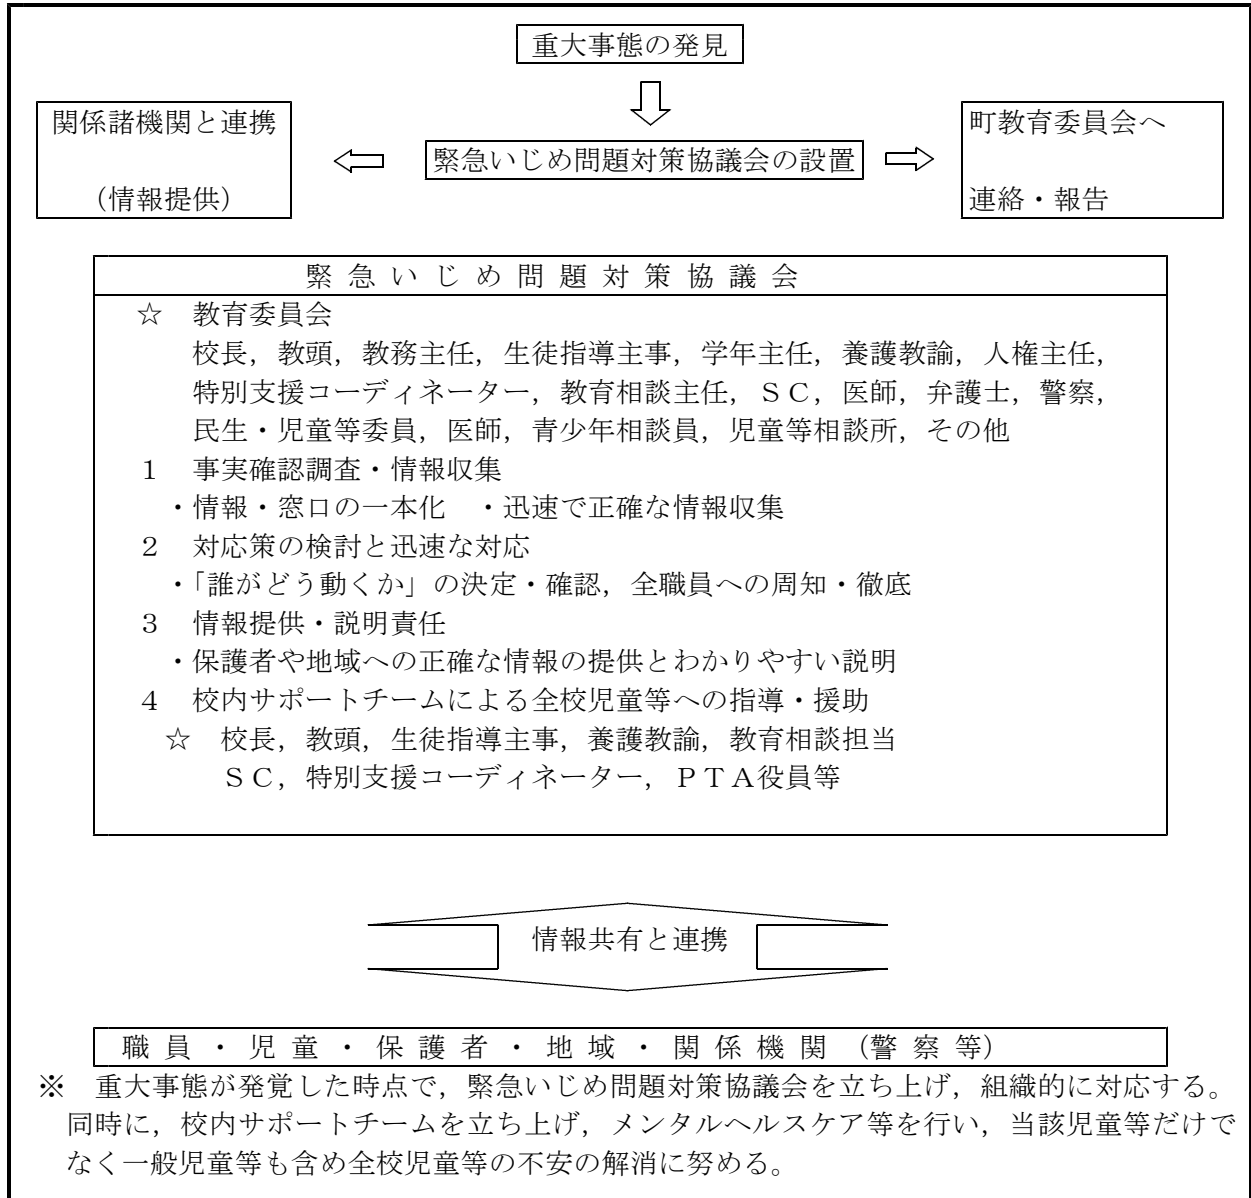 重大事態の発見
関係諸機関と連携
(情報提供)
緊急いじめ問題対策協議会の設置
町教育委員会へ
連絡・報告
緊急いじめ問題対策協議会
☆ 教育委員会
校長，教頭，教務主任，生徒指導主事，学年主任，養護教諭，人権主任，
特別支援コーディネーター，教育相談主任，ＳＣ，医師，弁護士，警察，
民生・児童等委員，医師，青少年相談員，児童等相談所，その他
１ 事実確認調査・情報収集
・情報・窓口の一本化 ・迅速で正確な情報収集
２ 対応策の検討と迅速な対応
・「誰がどう動くか」の決定・確認，全職員への周知・徹底
３ 情報提供・説明責任
・保護者や地域への正確な情報の提供とわかりやすい説明
４ 校内サポートチームによる全校児童等への指導・援助
☆ 校長，教頭，生徒指導主事，養護教諭，教育相談担当
ＳＣ，特別支援コーディネーター，ＰＴＡ役員等
情報共有と連携
職員・児童・保護者・地域・関係機関（警察等）
※ 重大事態が発覚した時点で，緊急いじめ問題対策協議会を立ち上げ，組織的に対応する。
同時に，校内サポートチームを立ち上げ，メンタルヘルスケア等を行い，当該児童等だけで
なく一般児童等も含め全校児童等の不安の解消に努める。